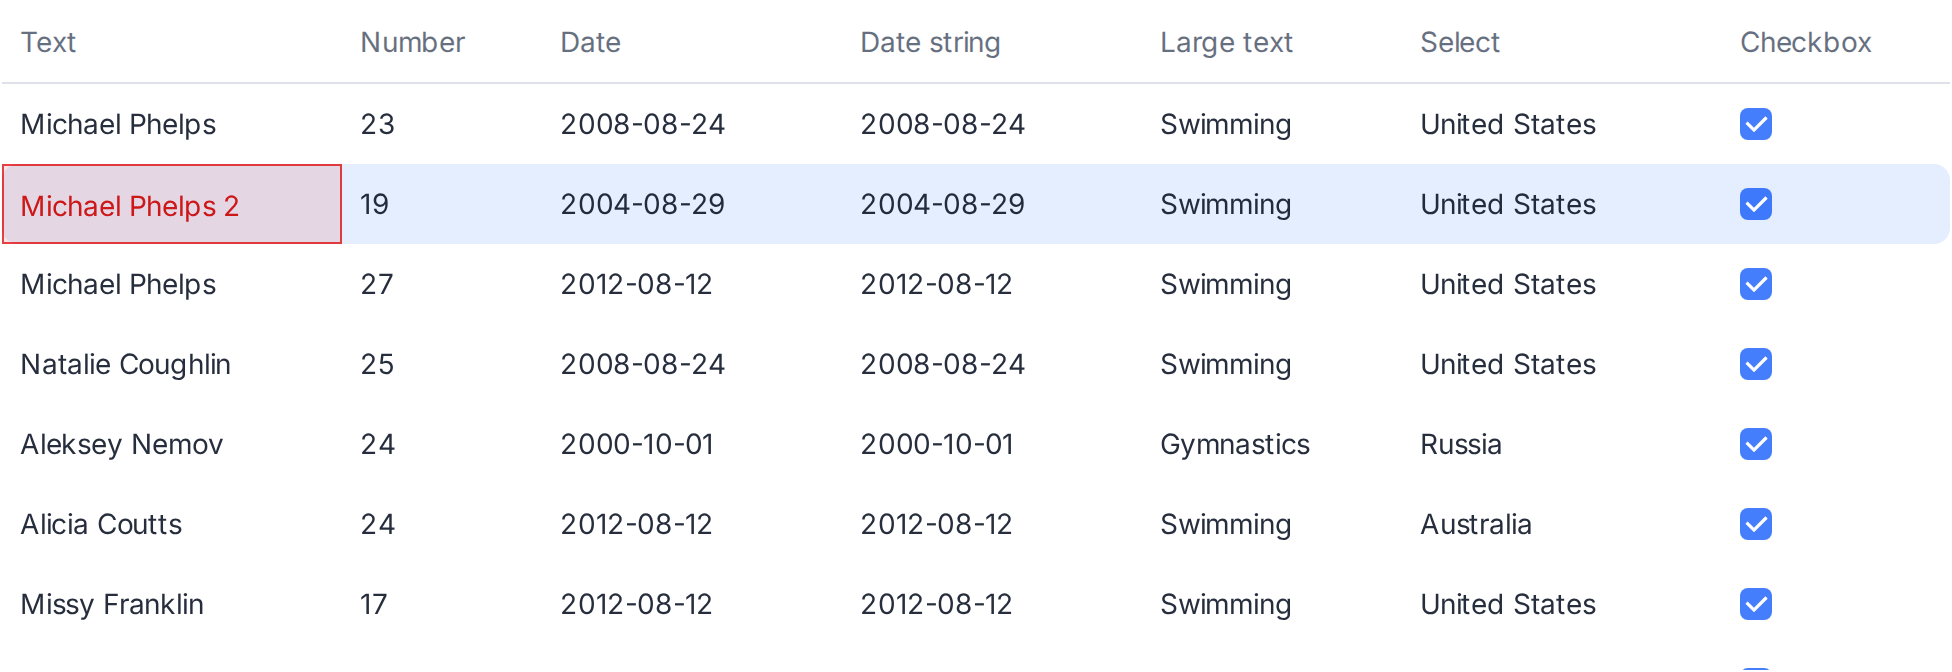 Text Number Date Date string Large text Select Checkbox
Michael Phelps 23 2008-08-24 2008-08-24 Swimming United States
Michael Phelps 2 19 2004-08-29 2004-08-29 Swimming United States
Michael Phelps 27 2012-08-12 2012-08-12 Swimming United States
Natalie Coughlin 25 2008-08-24 2008-08-24 Swimming United States
Aleksey Nemov 24 2000-10-01 2000-10-01 Gymnastics Russia
Alicia Coutts 24 2012-08-12 2012-08-12 Swimming Australia
Missy Franklin 17 2012-08-12 2012-08-12 Swimming United States